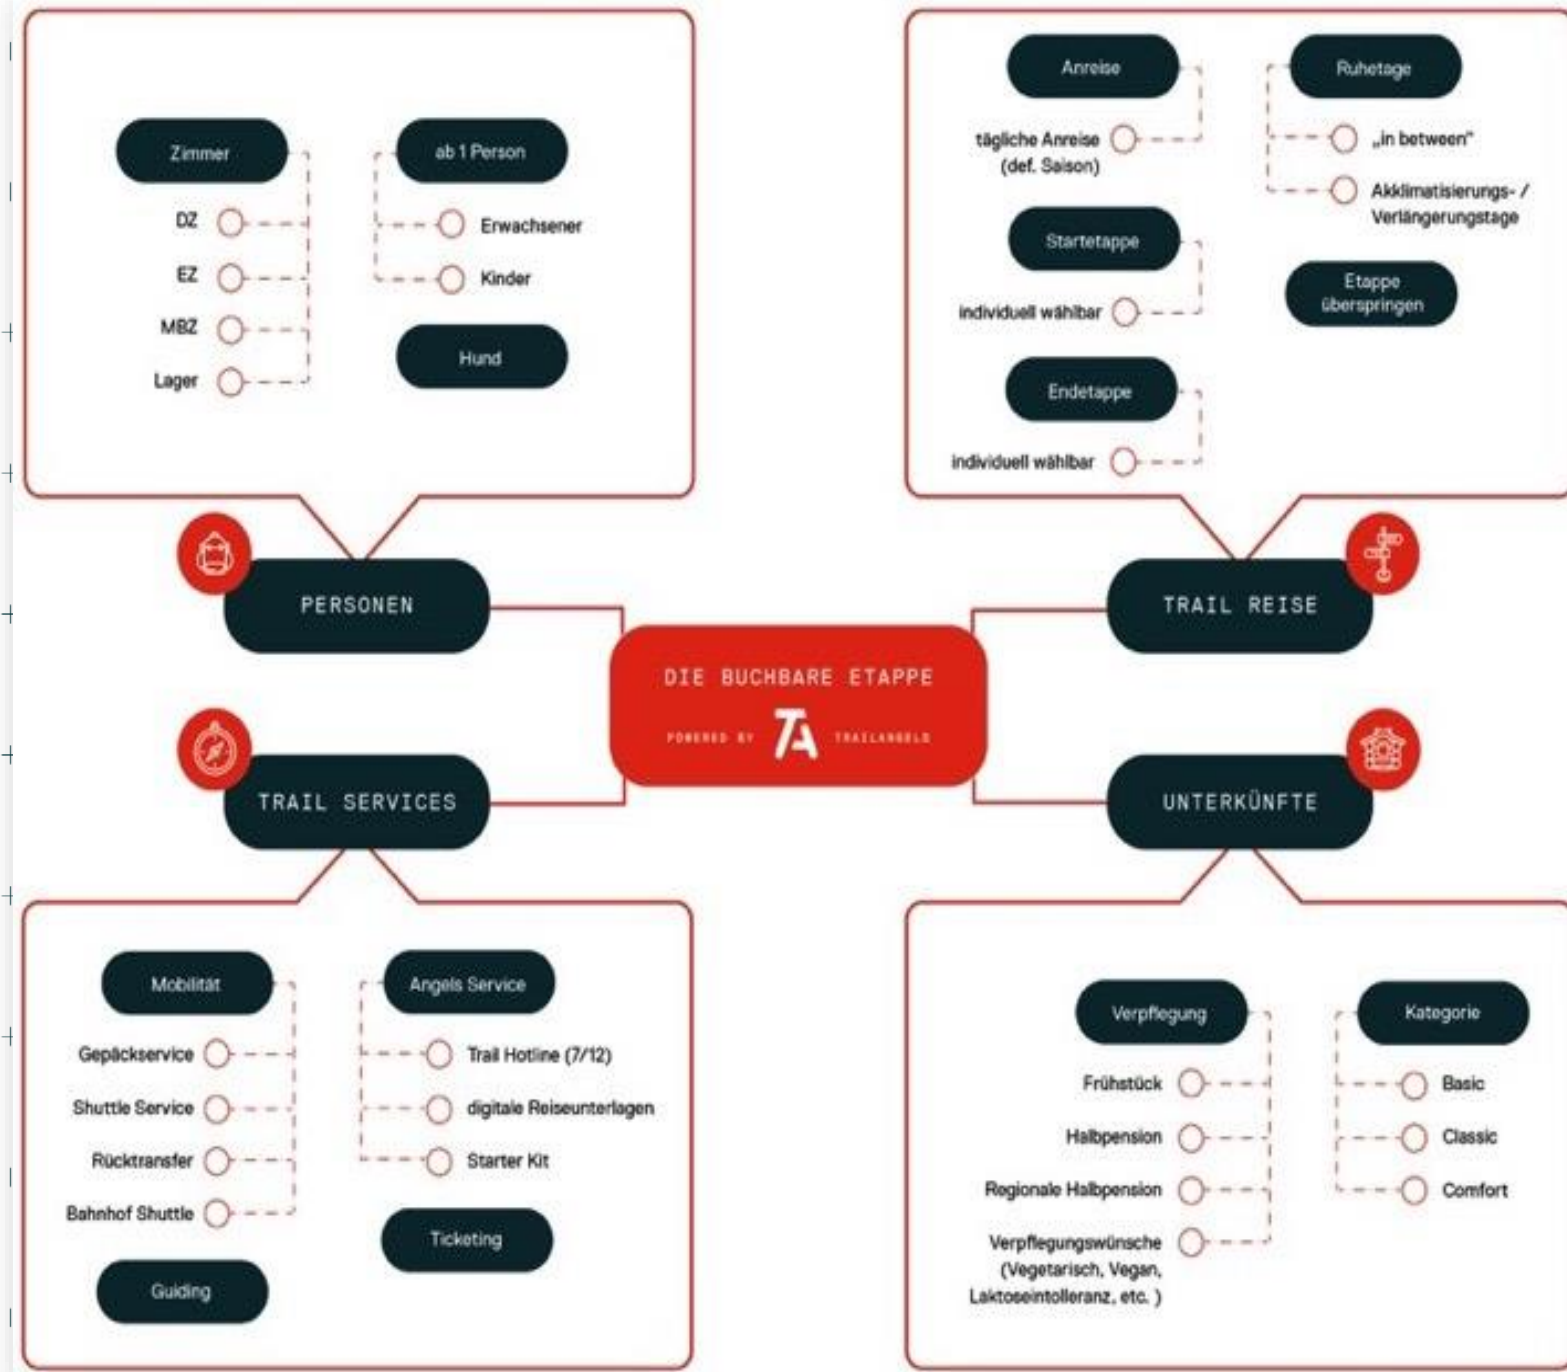 Zimmer
DZ
EZ
MBZ
Lager
ab 1 Person
Erwachsener
Kinder
Hund
PERSONEN
Anreise
tägliche Anreise
(def. Saison)
Startetappe
individuell wählbar
Endetappe
individuell wählbar
Ruhetage
„in between“
Akklimatisierungs- /
Verlängerungstage
Etappe
überspringen
TRAIL REISE
DIE BUCHBARE ETAPPE
POWERED BY TA TRAILANGELS
TRAIL SERVICES
Mobilität
Gepäckservice
Shuttle Service
Rücktransfer
Bahnhof Shuttle
Guiding
Angels Service
Trail Hotline (7/12)
digitale Reiseunterlagen
Starter Kit
Ticketing
UNTERKÜNFTE
Verpflegung
Frühstück
Halbpension
Regionale Halbpension
Verpflegungswünsche
(Vegetarisch, Vegan,
Laktoseintolleranz, etc. )
Kategorie
Basic
Classic
Comfort